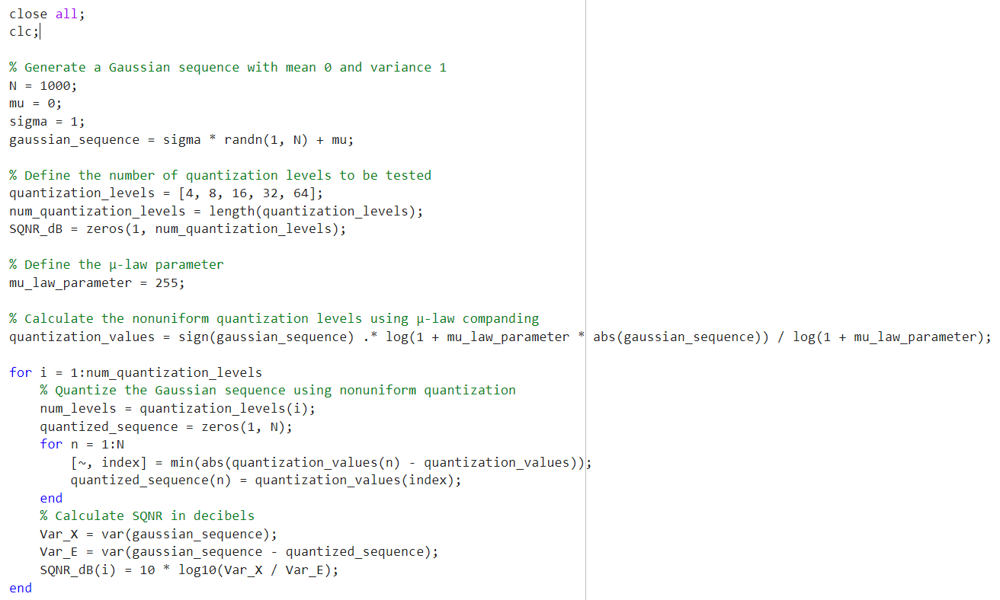 close all;
clc;
% Generate a Gaussian sequence with mean 0 and variance 1
N = 1000;
mu = 0;
sigma = 1;
gaussian_sequence = sigma * randn(1, N) + mu;
% Define the number of quantization levels to be tested
quantization_levels = [4, 8, 16, 32, 64];
num_quantization_levels = length(quantization_levels);
SQNR_dB = zeros(1, num_quantization_levels);
% Define the μ-law parameter
mu_law_parameter = 255;
% Calculate the nonuniform quantization levels using μ-law companding
quantization_values = sign(gaussian_sequence) .* log(1 + mu_law_parameter * abs(gaussian_sequence)) / log(1 + mu_law_parameter);
for i = 1:num_quantization_levels
    % Quantize the Gaussian sequence using nonuniform quantization
    num_levels = quantization_levels(i);
    quantized_sequence = zeros(1, N);
    for n = 1:N
        [~, index] = min(abs(quantization_values(n) - quantization_values));
        quantized_sequence(n) = quantization_values(index);
    end
    % Calculate SQNR in decibels
    Var_X = var(gaussian_sequence);
    Var_E = var(gaussian_sequence - quantized_sequence);
    SQNR_dB(i) = 10 * log10(Var_X / Var_E);
end